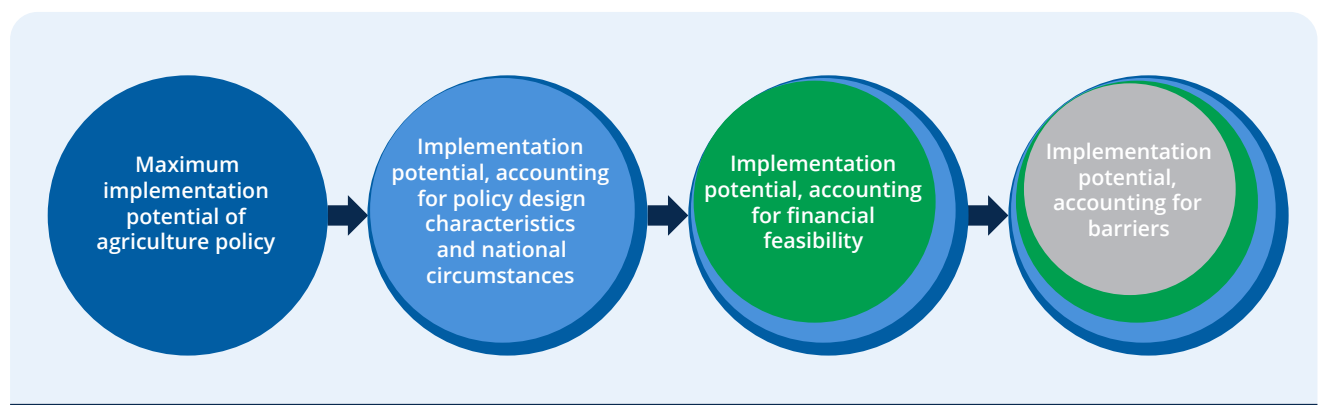 Maximum
implementation
potential of
agriculture policy
Implementation
potential, accounting
for policy design
characteristics
and national
circumstances
Implementation
potential, accounting
for financial
feasibility
Implementation
potential,
accounting for
barriers